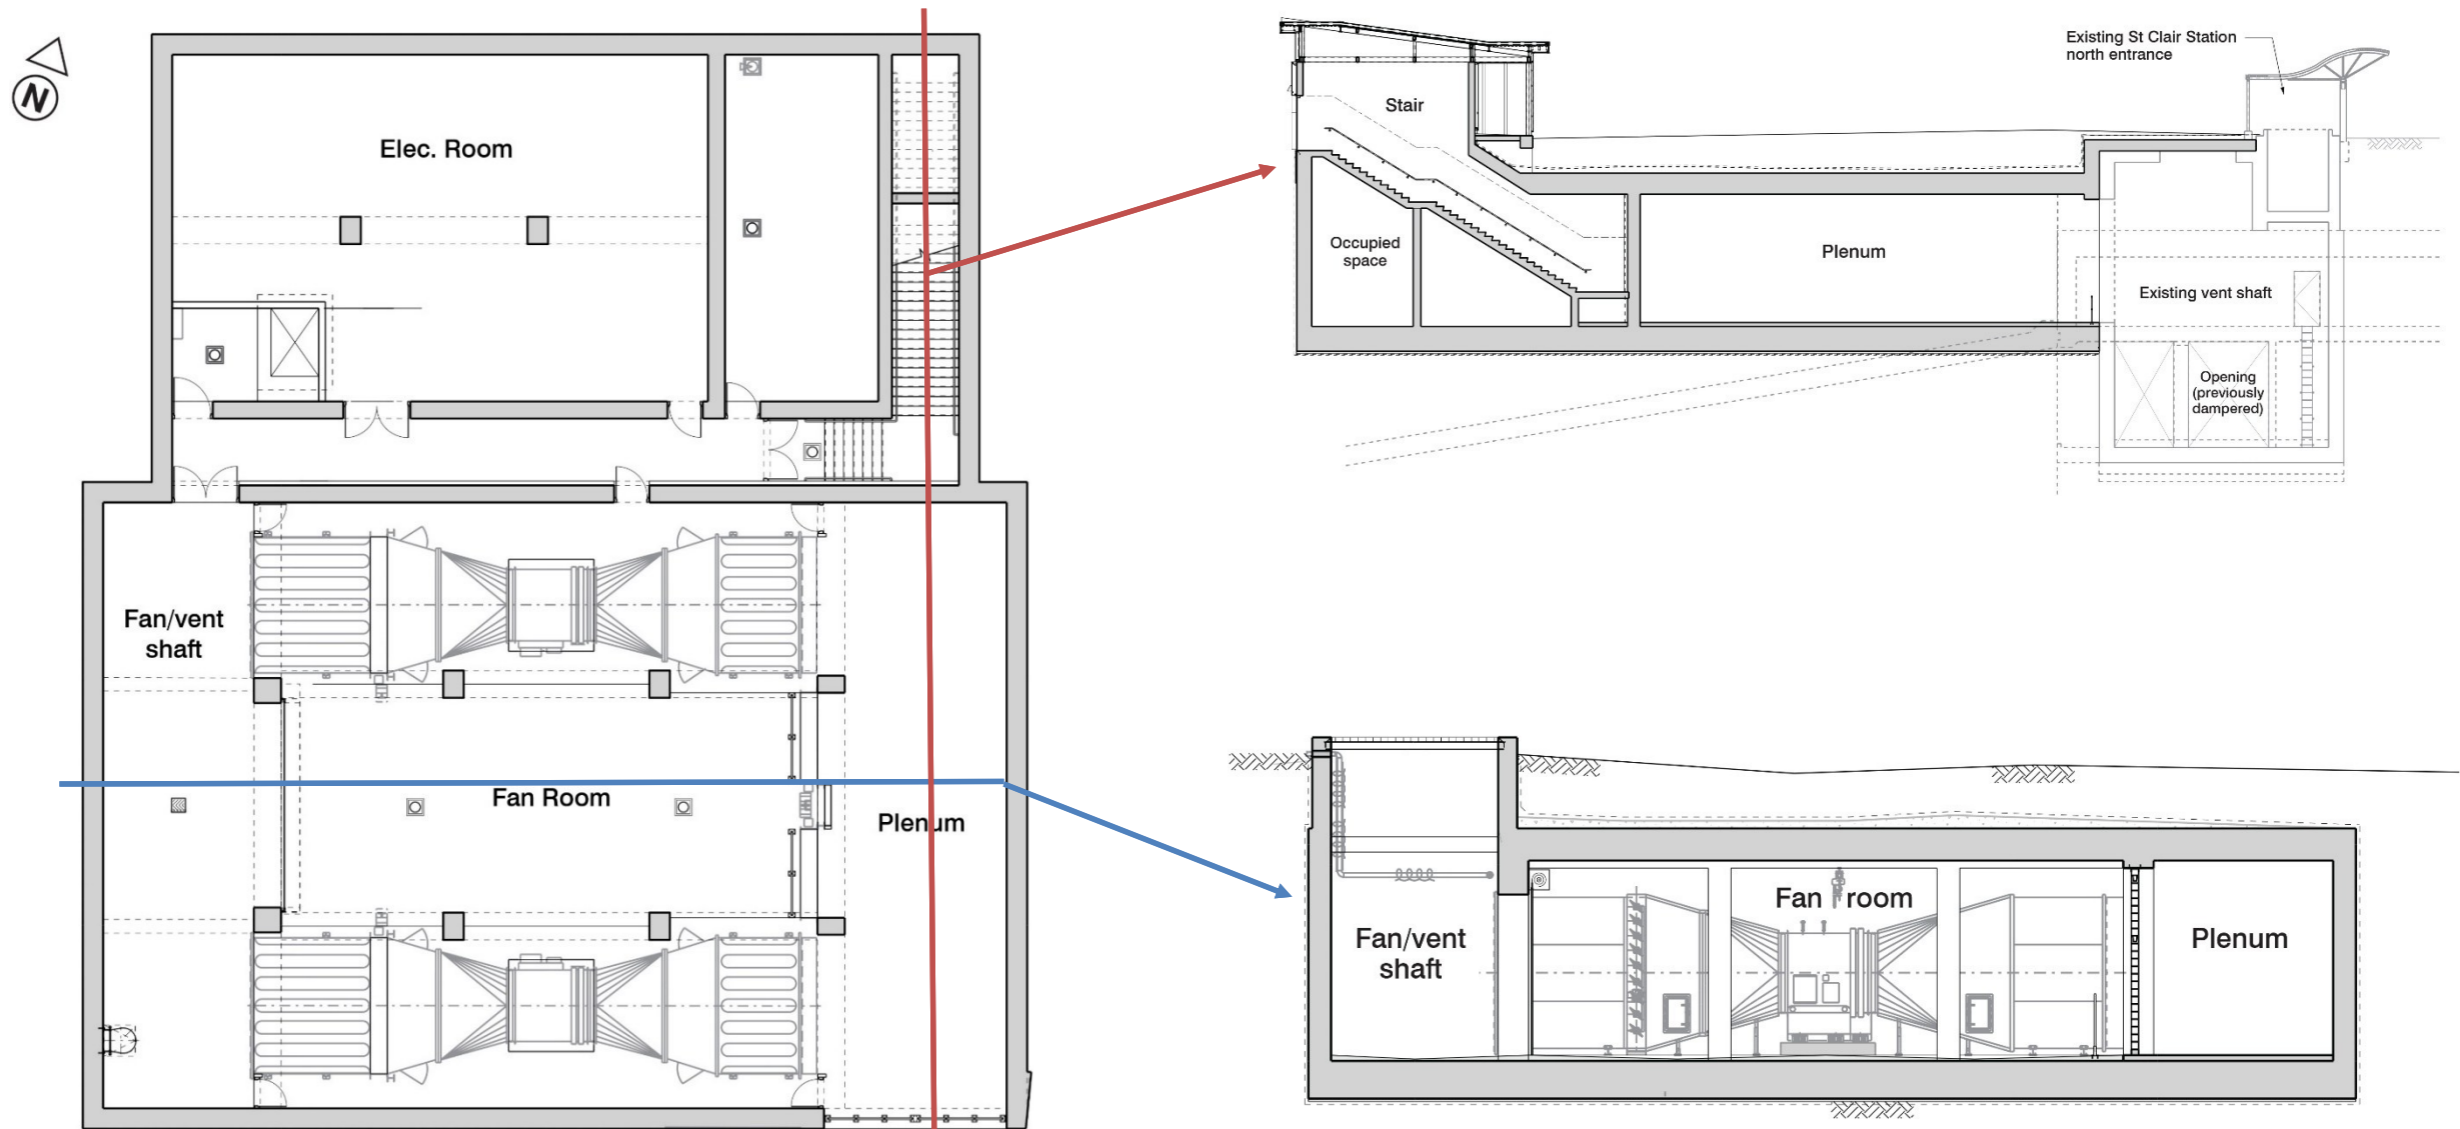 N
Elec. Room
Fan/vent
shaft
Fan Room
Plenum
Existing St Clair Station
north entrance
Stair
Occupied
space
Plenum
Existing vent shaft
Opening
(previously
dampered)
Fan/vent
shaft
Fan room
Plenum